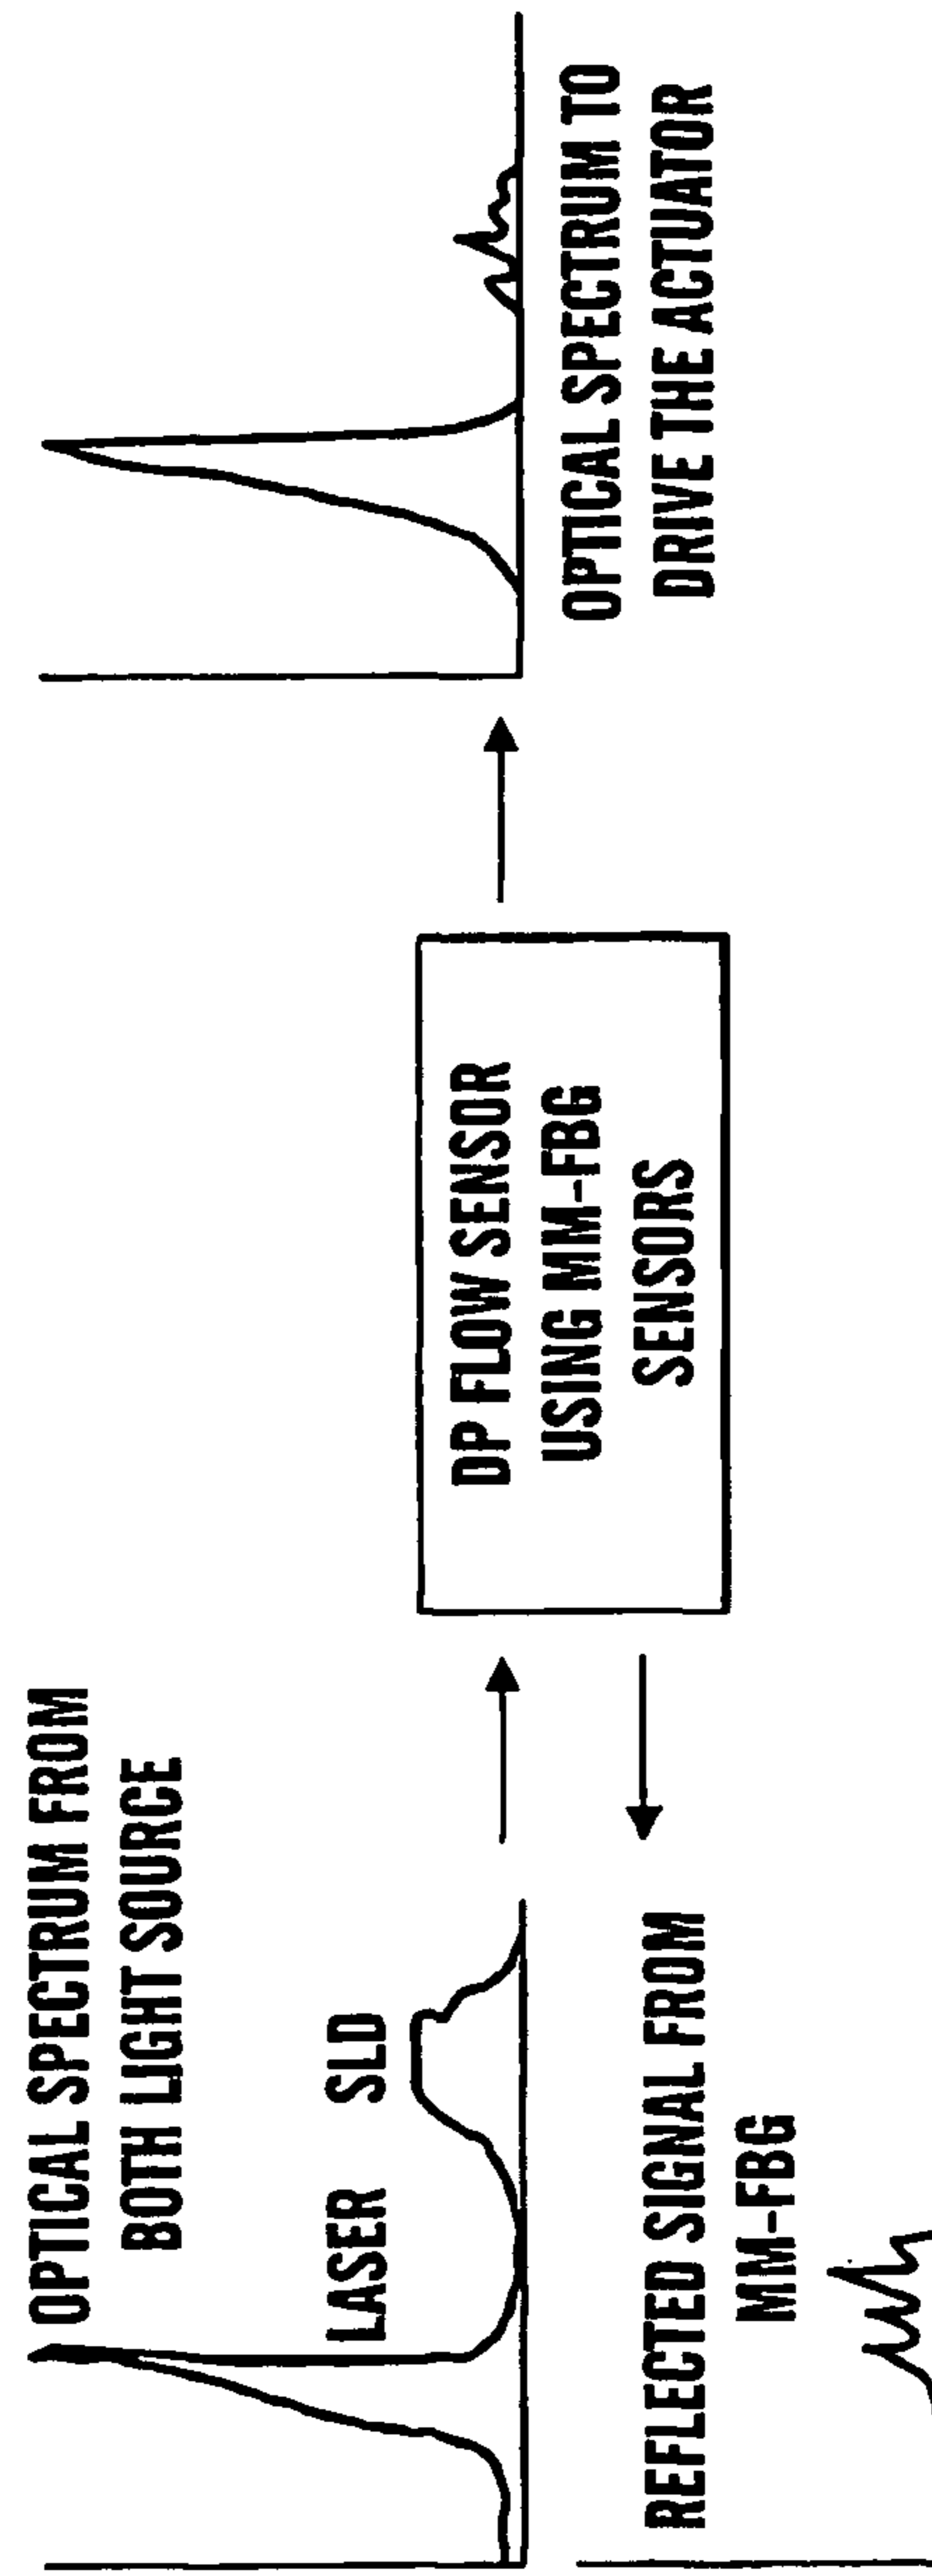 OPTICAL SPECTRUM FROM
BOTH LIGHT SOURCE
LASER SLD
REFLECTED SIGNAL FROM
MM-FBG
DP FLOW SENSOR
USING MM-FBG
SENSORS
OPTICAL SPECTRUM TO
DRIVE THE ACTUATOR